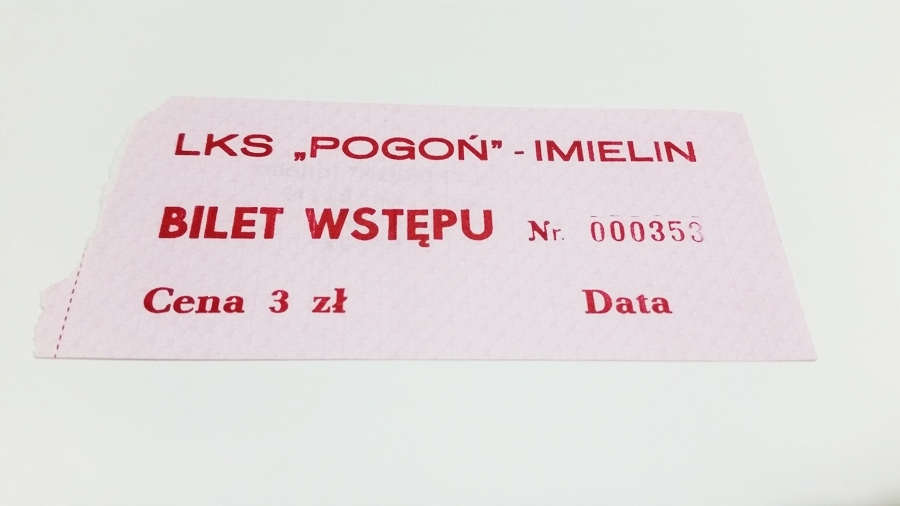 LKS „POGOŃ” - IMIELIN
BILET WSTĘPU Nr. 000353
Cena 3 zł Data